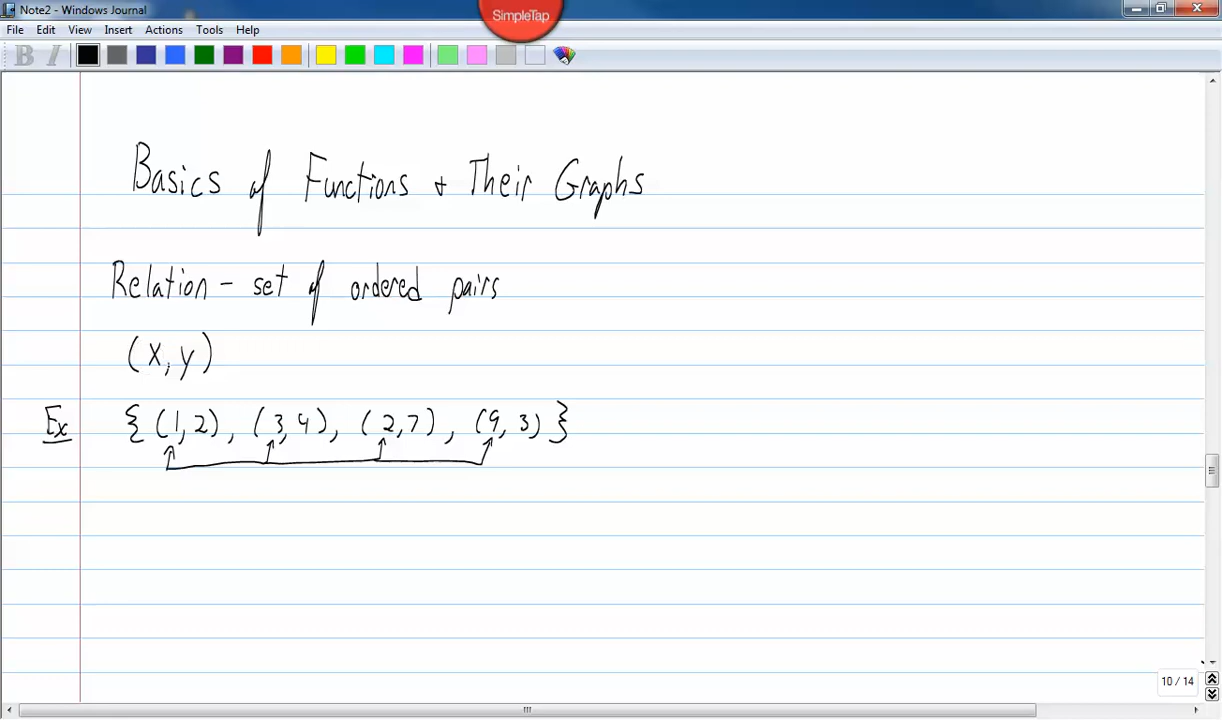 Note2 - Windows Journal
SimpleTap
File Edit View Insert Actions Tools Help
B I
Basics of Functions + Their Graphs
Relation - set of ordered pairs
(x,y)
Ex { (1,2), (3,4), (2,7), (9,3) }
10 / 14